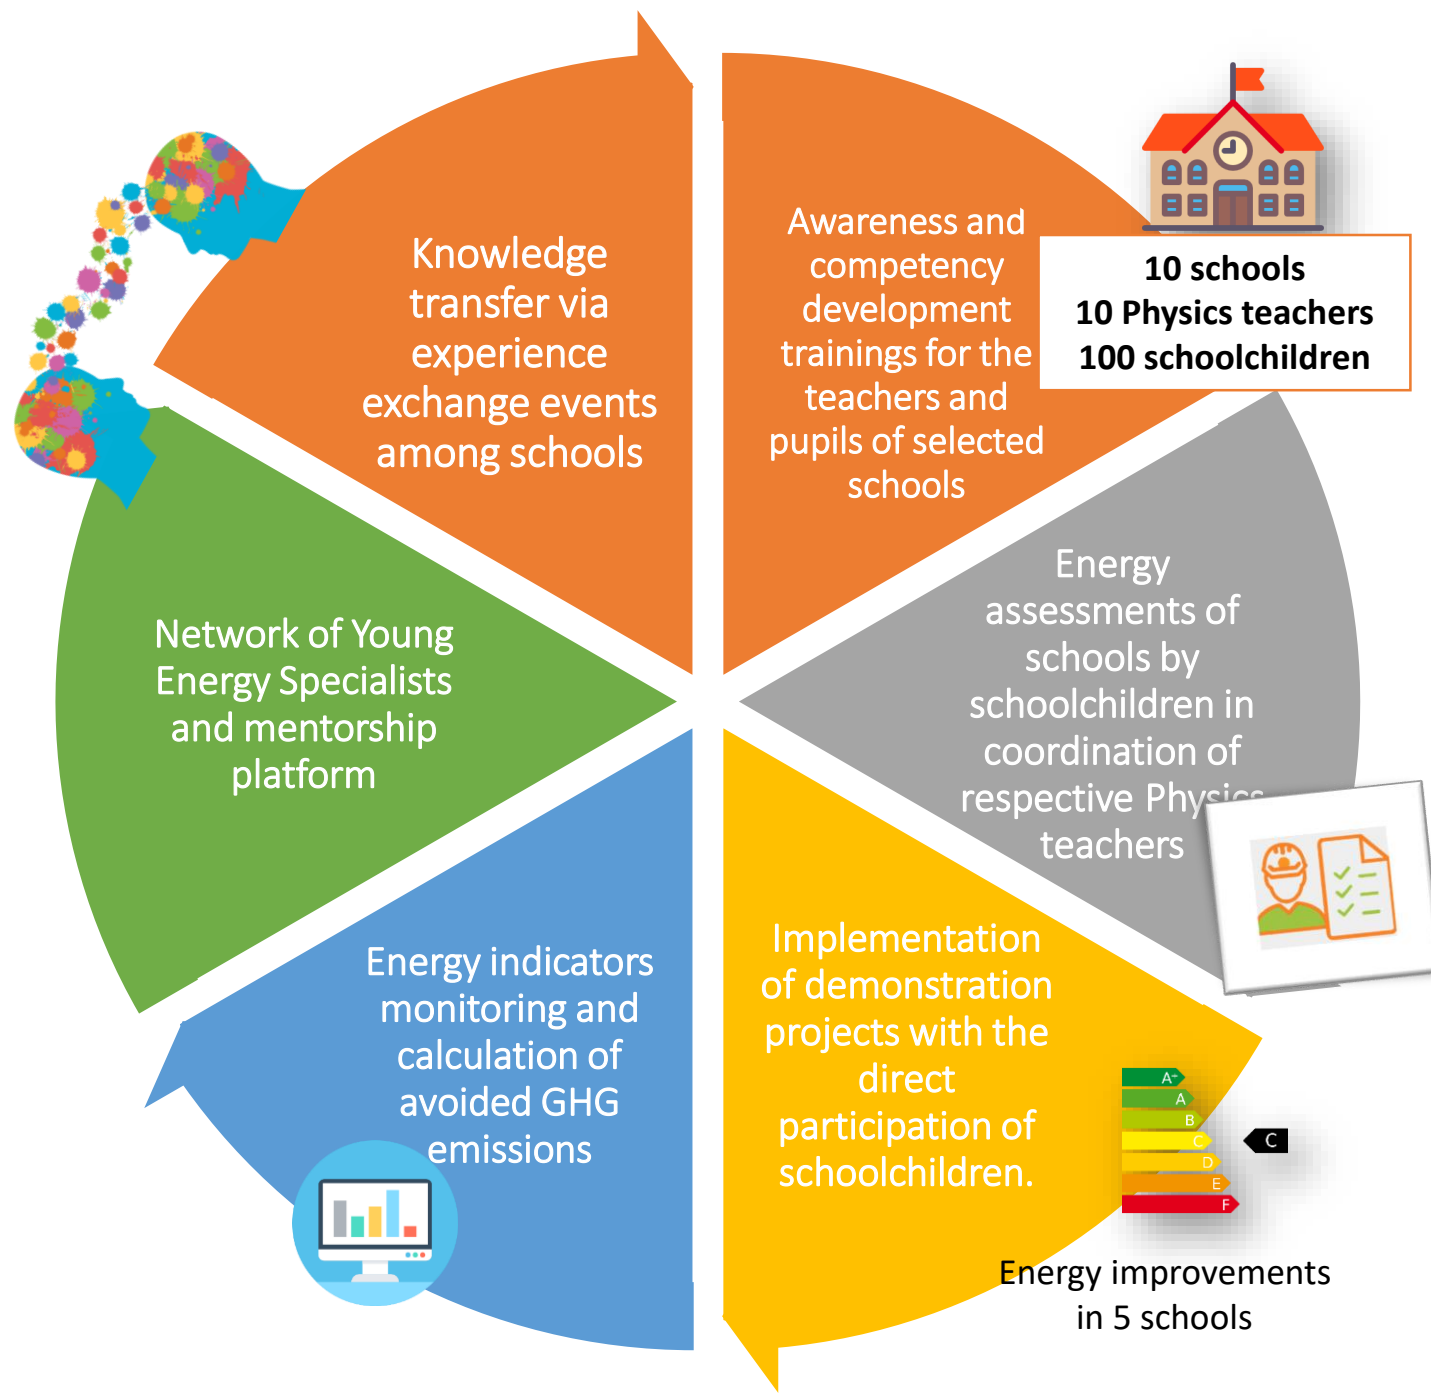 Awareness and
competency
development
trainings for the
teachers and
pupils of selected
schools
10 schools
10 Physics teachers
100 schoolchildren
Energy
assessments of
schools by
schoolchildren in
coordination of
respective Physics
teachers
Implementation
of demonstration
projects with the
direct
participation of
schoolchildren.
A+
A
B
C
D
E
F
C
Energy improvements
in 5 schools
Energy indicators
monitoring and
calculation of
avoided GHG
emissions
Network of Young
Energy Specialists
and mentorship
platform
Knowledge
transfer via
experience
exchange events
among schools